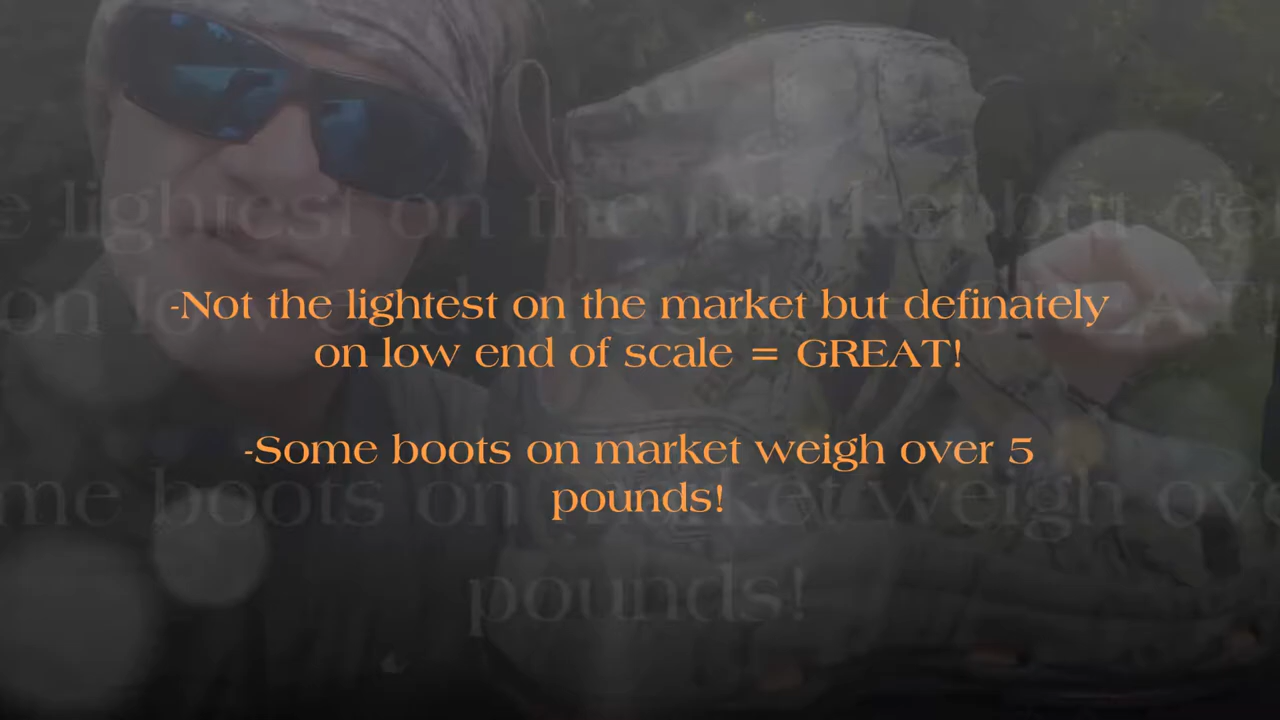 -Not the lightest on the market but definately
on low end of scale = GREAT!
-Some boots on market weigh over 5
pounds!